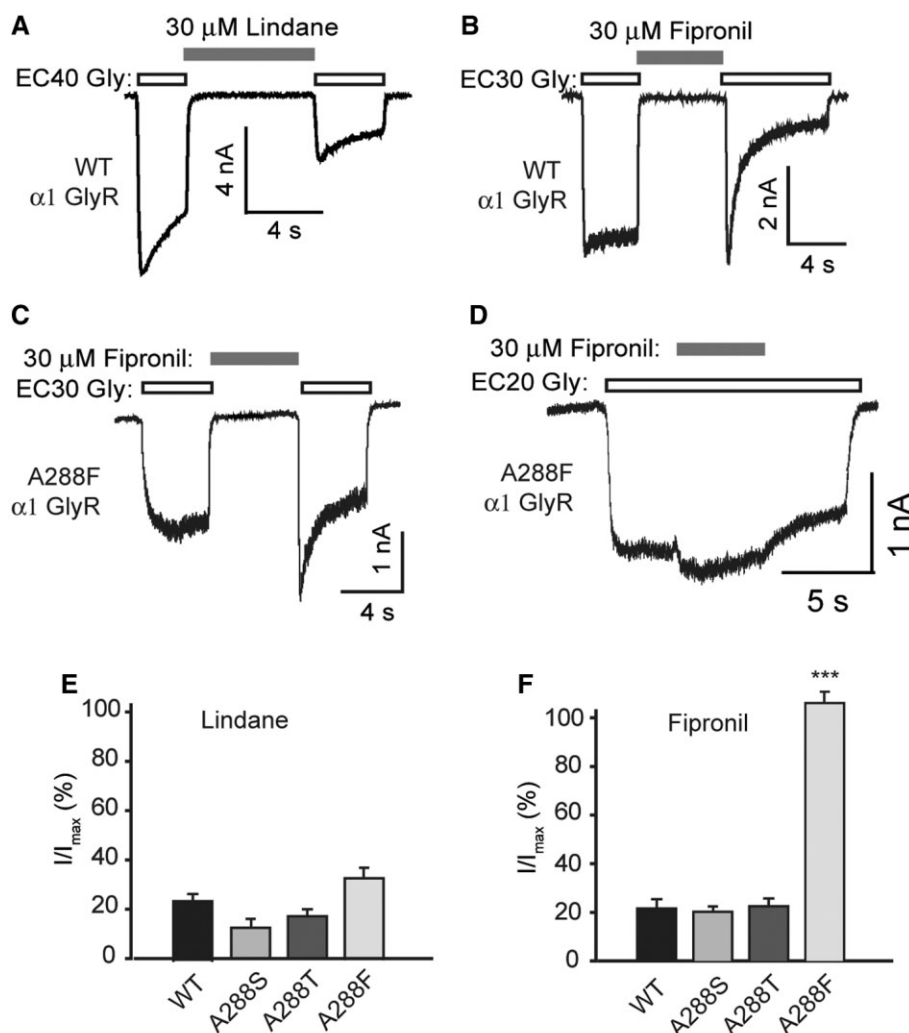 A
30 μM Lindane
EC40 Gly:
WT
α1 GlyR
4 nA
4 s
B
30 μM Fipronil
EC30 Gly:
WT
α1 GlyR
2 nA
4 s
C
30 μM Fipronil:
EC30 Gly:
A288F
α1 GlyR
1 nA
4 s
D
30 μM Fipronil:
EC20 Gly:
A288F
α1 GlyR
1 nA
5 s
E
Lindane
I/Imax (%)
100
80
60
40
20
0
WT
A288S
A288T
A288F
F
Fipronil
***
I/Imax (%)
100
80
60
40
20
0
WT
A288S
A288T
A288F